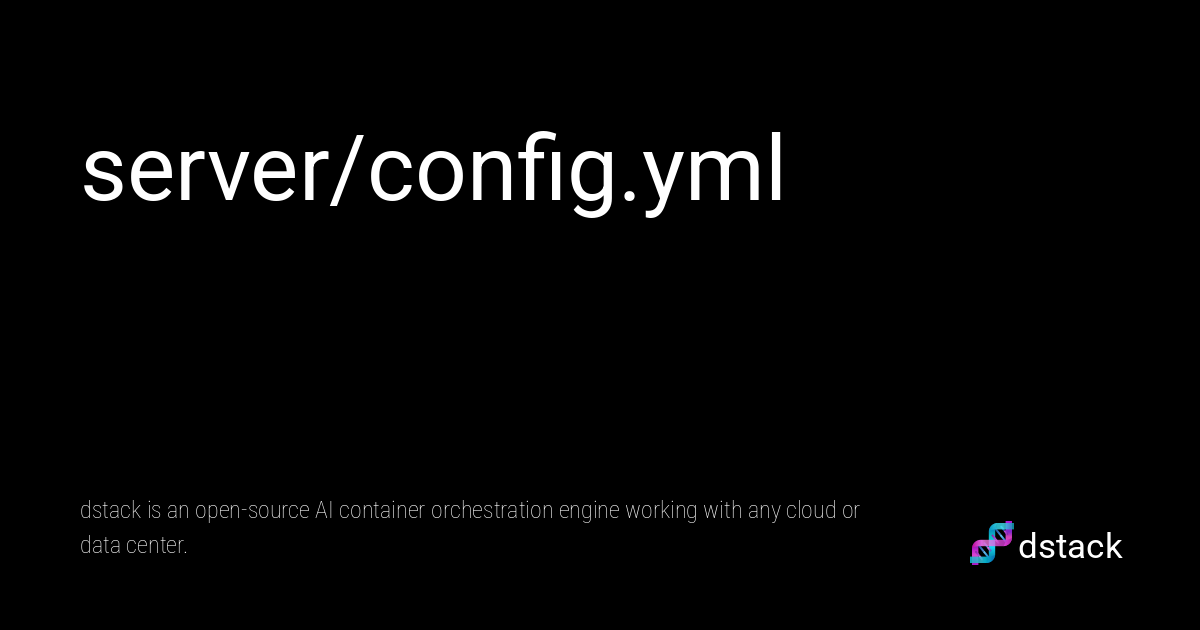 server/config.yml
dstack is an open-source AI container orchestration engine working with any cloud or
data center.
dstack